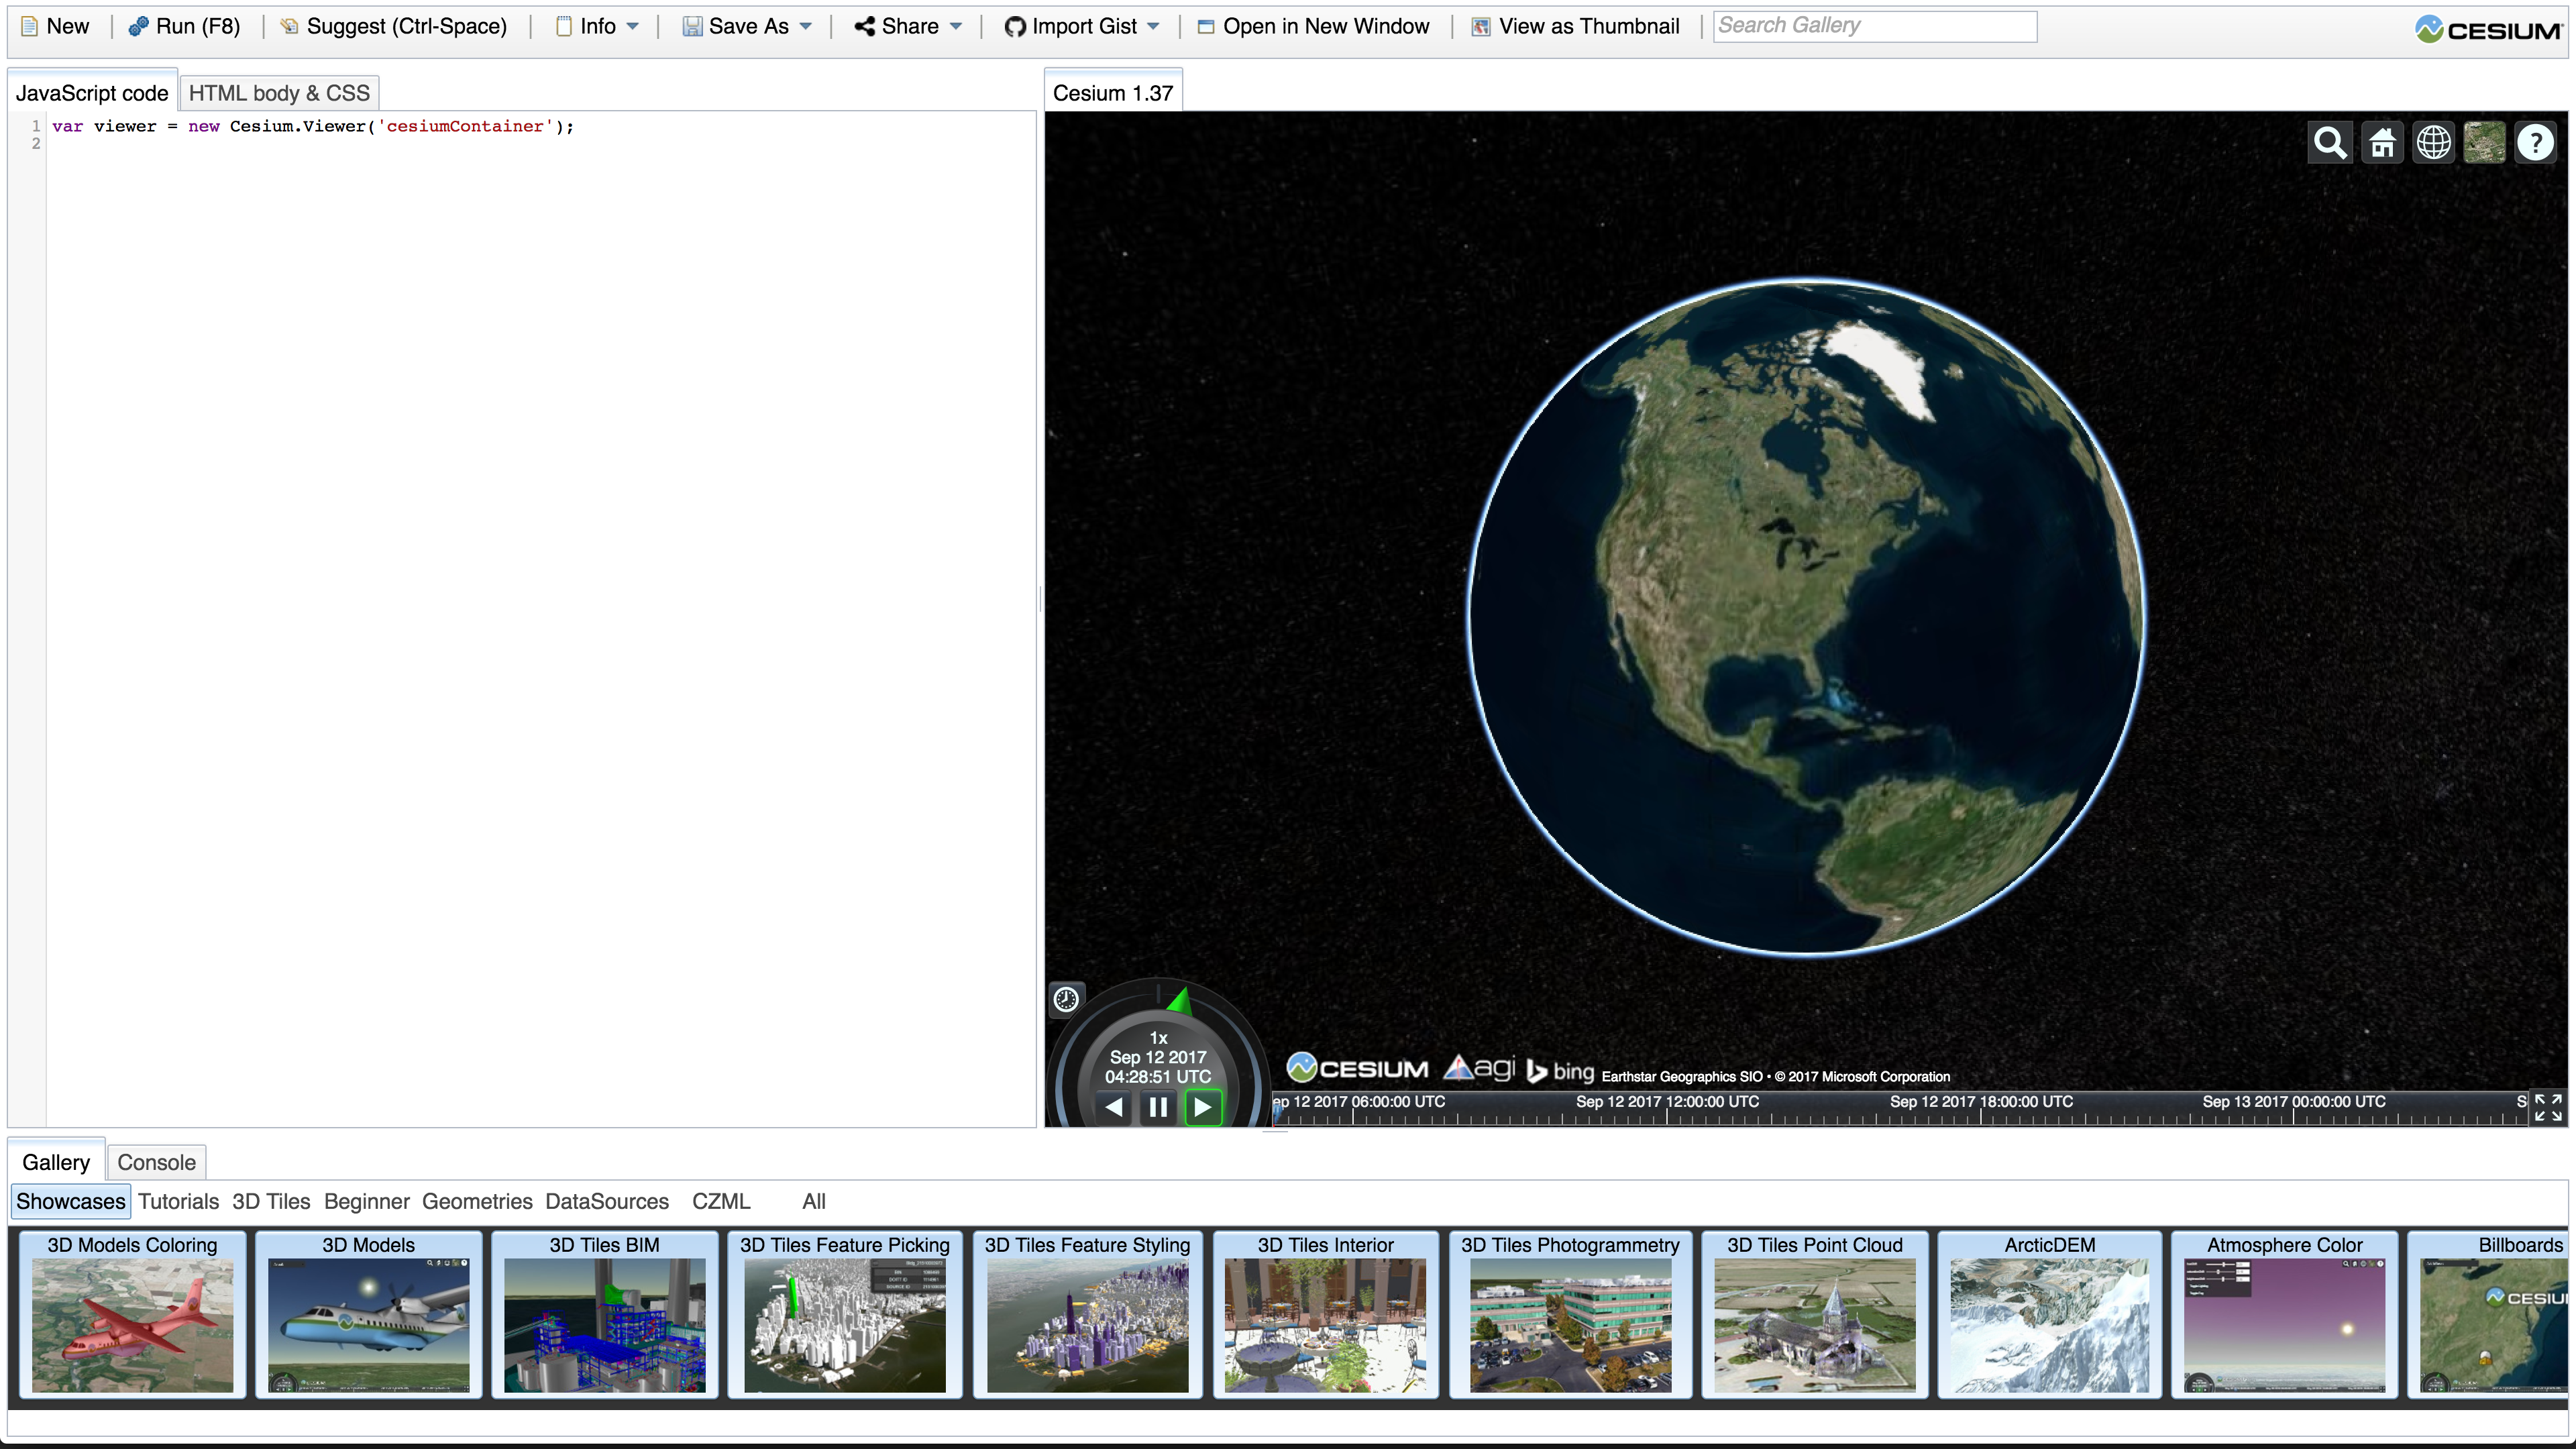 New | Run (F8) | Suggest (Ctrl-Space) | Info | Save As | Share | Import Gist | Open in New Window | View as Thumbnail | Search Gallery
CESIUM
JavaScript code HTML body & CSS
1 var viewer = new Cesium.Viewer('cesiumContainer');
2
Cesium 1.37
?
1x
Sep 12 2017
04:28:51 UTC
CESIUM agi bing Earthstar Geographics SIO • © 2017 Microsoft Corporation
ep 12 2017 06:00:00 UTC Sep 12 2017 12:00:00 UTC Sep 12 2017 18:00:00 UTC Sep 13 2017 00:00:00 UTC S
Gallery Console
Showcases Tutorials 3D Tiles Beginner Geometries DataSources CZML All
3D Models Coloring 3D Models 3D Tiles BIM 3D Tiles Feature Picking 3D Tiles Feature Styling 3D Tiles Interior 3D Tiles Photogrammetry 3D Tiles Point Cloud ArcticDEM Atmosphere Color Billboards
CESIU